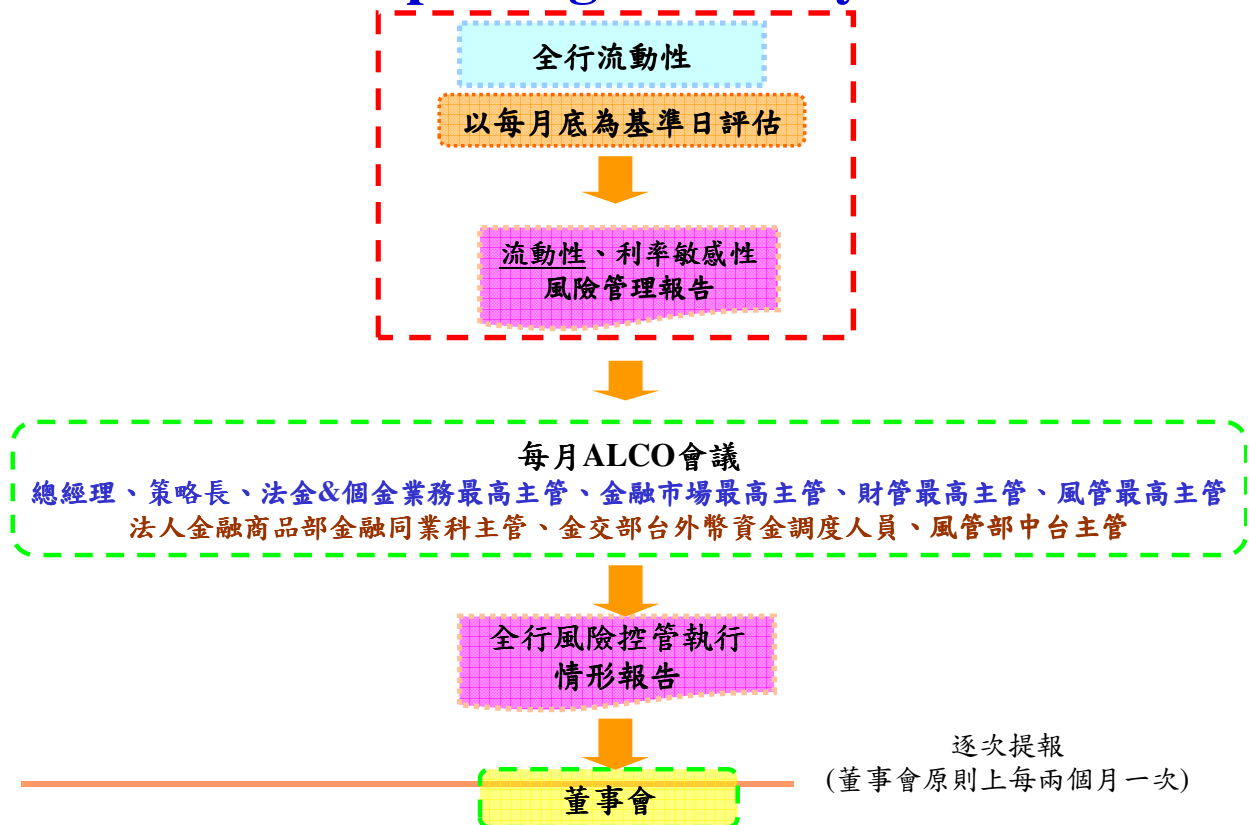 全行流動性
以每月底為基準日評估
流動性、利率敏感性
風險管理報告
每月ALCO會議
總經理、策略長、法金&個金業務最高主管、金融市場最高主管、財管最高主管、風管最高主管
法人金融商品部金融同業科主管、金交部台外幣資金調度人員、風管部中台主管
全行風險控管執行
情形報告
逐次提報
(董事會原則上每兩個月一次)
董事會